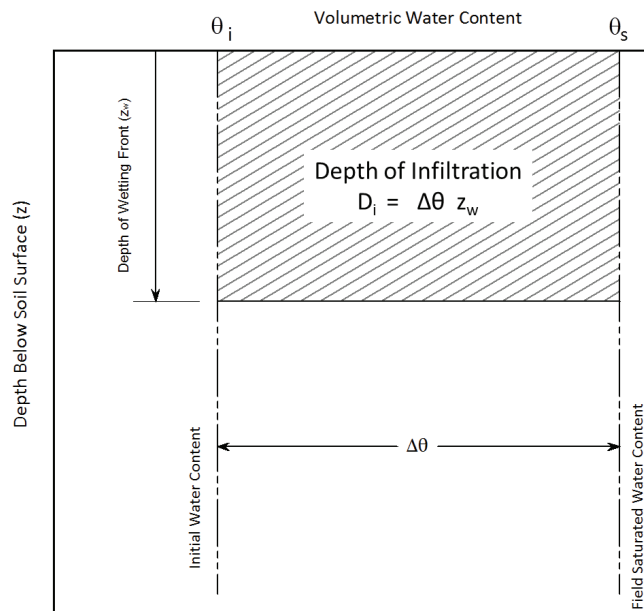 Volumetric Water Content
θi
θs
Depth of Wetting Front (zw)
Depth of Infiltration
Di = Δθ zw
Depth Below Soil Surface (z)
Δθ
Initial Water Content
Field Saturated Water Content